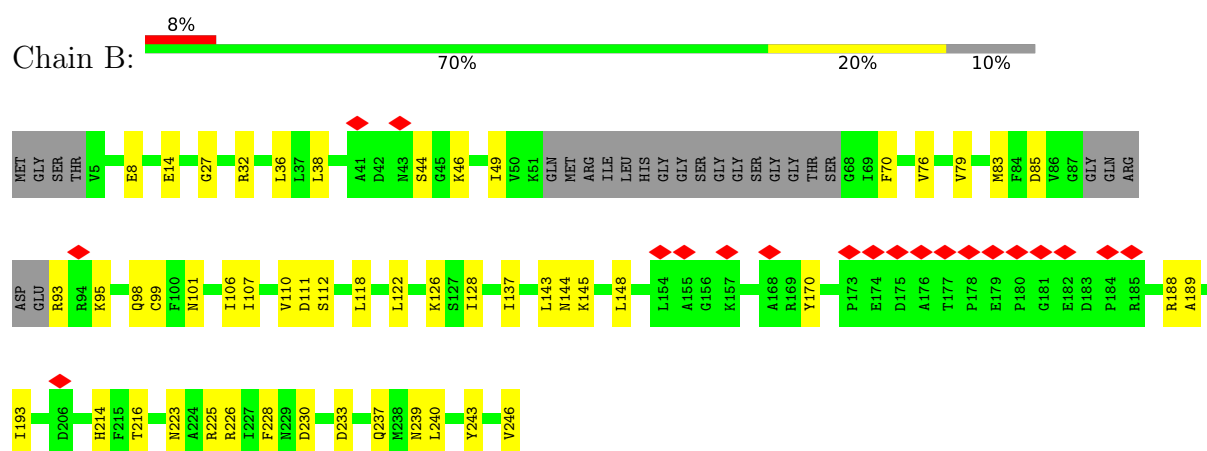 8%
Chain B:
70% 20% 10%
MET GLY SER THR V5 E8 E14 G27 R32 L36 L37 L38 A41 D42 N43 S44 G45 K46 I49 V50 K51 GLN MET ARG ILE LEU HIS GLY GLY SER GLY GLY SER GLY GLY THR SER G68 I69 F70 V76 V79 M83 F84 D85 V86 G87 GLY GLN ARG
ASP GLU R93 R94 K95 Q98 C99 F100 N101 I106 I107 V110 D111 S112 L118 L122 K126 S127 I128 I137 L143 N144 K145 L148 L154 A155 G156 K157 A168 R169 Y170 P173 E174 D175 A176 T177 P178 E179 P180 G181 E182 D183 P184 R185 R188 A189
I193 D206 H214 F215 T216 N223 A224 R225 R226 I227 F228 N229 D230 D233 Q237 M238 N239 L240 Y243 V246